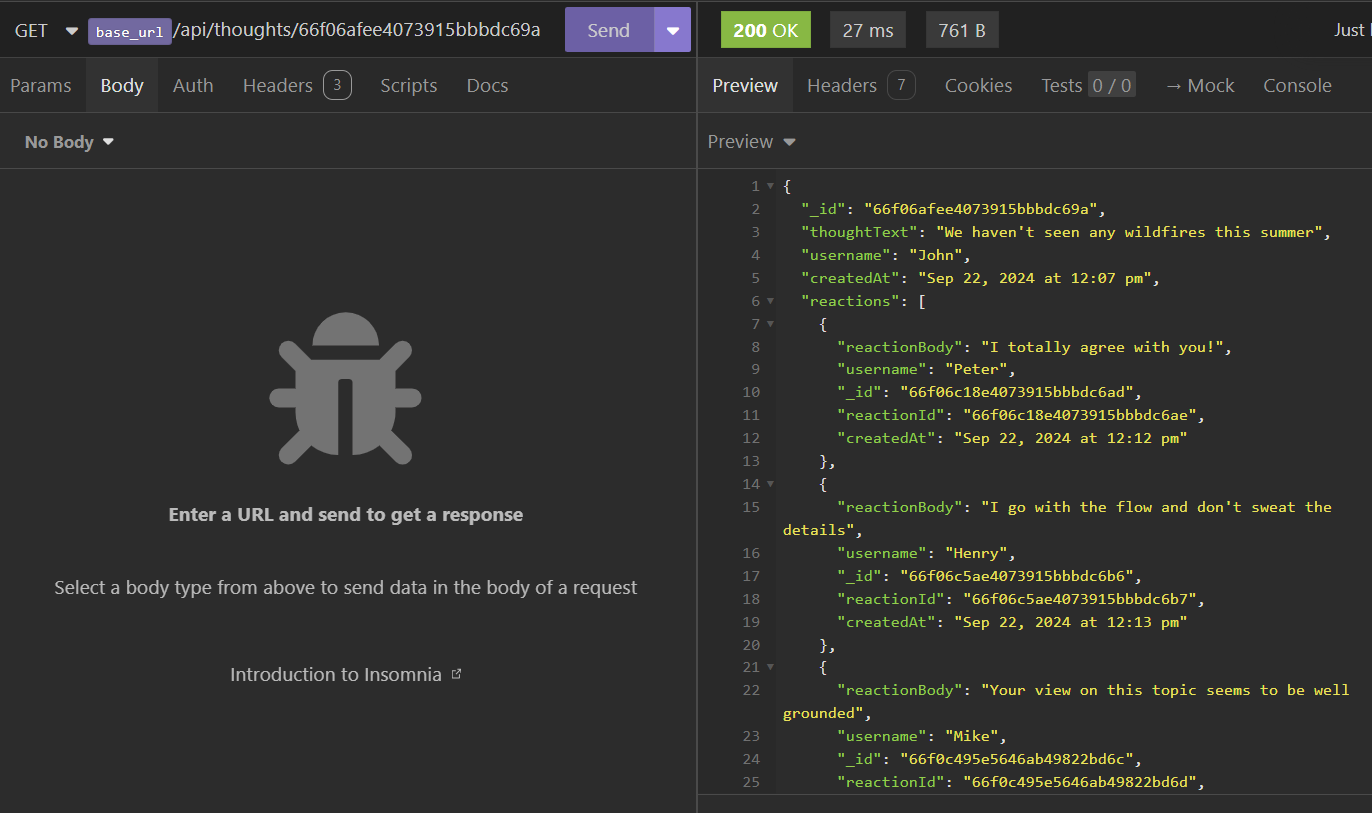 GET base_url /api/thoughts/66f06afee4073915bbbdc69a Send
Params Body Auth Headers 3 Scripts Docs
No Body
Enter a URL and send to get a response
Select a body type from above to send data in the body of a request
Introduction to Insomnia
200 OK 27 ms 761 B Just
Preview Headers 7 Cookies Tests 0 / 0 → Mock Console
Preview
1 {
2 "_id": "66f06afee4073915bbbdc69a",
3 "thoughtText": "We haven't seen any wildfires this summer",
4 "username": "John",
5 "createdAt": "Sep 22, 2024 at 12:07 pm",
6 "reactions": [
7 {
8 "reactionBody": "I totally agree with you!",
9 "username": "Peter",
10 "_id": "66f06c18e4073915bbbdc6ad",
11 "reactionId": "66f06c18e4073915bbbdc6ae",
12 "createdAt": "Sep 22, 2024 at 12:12 pm"
13 },
14 {
15 "reactionBody": "I go with the flow and don't sweat the
details",
16 "username": "Henry",
17 "_id": "66f06c5ae4073915bbbdc6b6",
18 "reactionId": "66f06c5ae4073915bbbdc6b7",
19 "createdAt": "Sep 22, 2024 at 12:13 pm"
20 },
21 {
22 "reactionBody": "Your view on this topic seems to be well
grounded",
23 "username": "Mike",
24 "_id": "66f0c495e5646ab49822bd6c",
25 "reactionId": "66f0c495e5646ab49822bd6d",